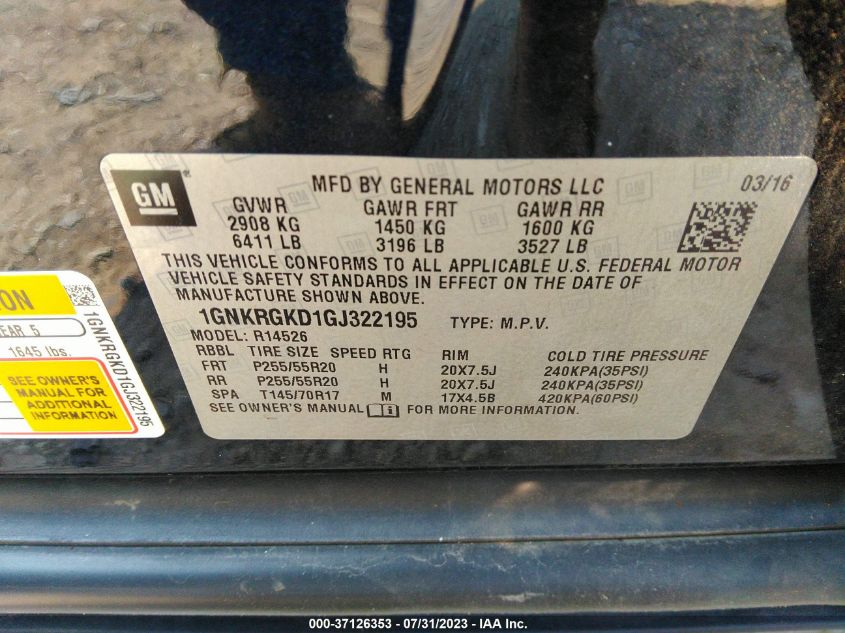 GM
MFD BY GENERAL MOTORS LLC
03/16
GVWR GAWR FRT GAWR RR
2908 KG 1450 KG 1600 KG
6411 LB 3196 LB 3527 LB
THIS VEHICLE CONFORMS TO ALL APPLICABLE U.S. FEDERAL MOTOR
VEHICLE SAFETY STANDARDS IN EFFECT ON THE DATE OF
MANUFACTURE SHOWN ABOVE.
1GNKRGKD1GJ322195 TYPE: M.P.V.
MODEL: R14526
RBBL TIRE SIZE SPEED RTG RIM COLD TIRE PRESSURE
FRT P255/55R20 H 20X7.5J 240KPA(35PSI)
RR P255/55R20 H 20X7.5J 240KPA(35PSI)
SPA T145/70R17 M 17X4.5B 420KPA(60PSI)
SEE OWNER'S MANUAL FOR MORE INFORMATION.
ION
EAR 5
1645 lbs.
SEE OWNER'S
MANUAL FOR
ADDITIONAL
INFORMATION
1GNKRGKD1GJ322195
000-37126353 - 07/31/2023 - IAA Inc.